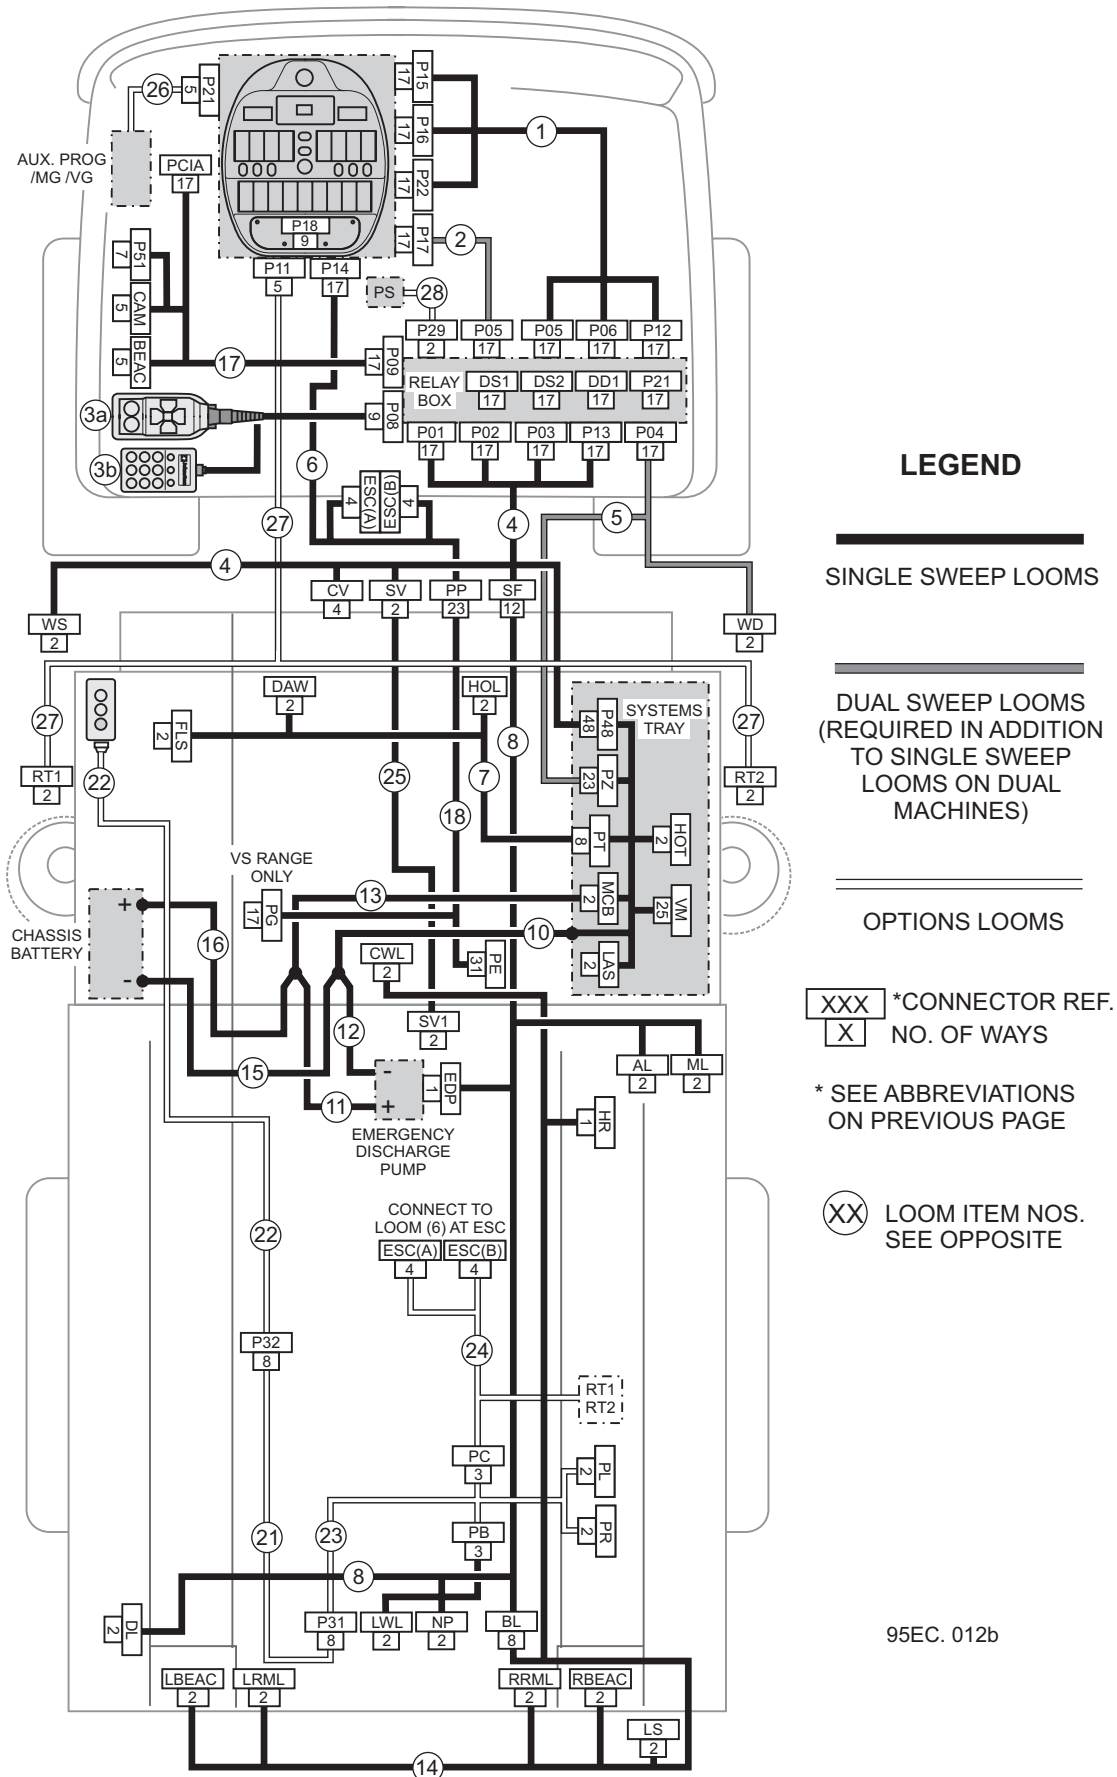 P21
5
26
AUX. PROG
/MG /VG
PCIA
17
P51
7
CAM
5
BEAC
5
17
3a
3b
P18
9
P11
5
P14
17
P15
17
P16
17
P22
17
P17
17
1
2
PS
28
P29
2
P05
17
P05
17
P06
17
P12
17
P09
17
P08
9
RELAY
BOX
DS1
17
DS2
17
DD1
17
P21
17
P01
17
P02
17
P03
17
P13
17
P04
17
6
ESC(A)
4
ESC(B)
4
27
4
5
4
WS
2
CV
4
SV
2
PP
23
SF
12
WD
2
DAW
2
HOL
2
FLS
2
SYSTEMS
TRAY
P48
48
PZ
23
PT
8
HOT
2
MCB
2
VM
25
LAS
2
27
RT1
2
22
25
7
8
18
27
RT2
2
VS RANGE
ONLY
PG
17
13
10
CHASSIS
BATTERY
+
-
16
CWL
2
PE
31
SV1
2
12
15
11
-
+
EDP
1
EMERGENCY
DISCHARGE
PUMP
AL
2
ML
2
HR
1
CONNECT TO
LOOM (6) AT ESC
ESC(A)
4
ESC(B)
4
22
P32
8
24
RT1
RT2
PC
3
PL
2
PR
2
21
23
PB
3
8
DL
2
P31
8
LWL
2
NP
2
BL
8
LBEAC
2
LRML
2
RRML
2
RBEAC
2
LS
2
14
LEGEND
SINGLE SWEEP LOOMS
DUAL SWEEP LOOMS
(REQUIRED IN ADDITION
TO SINGLE SWEEP
LOOMS ON DUAL
MACHINES)
OPTIONS LOOMS
XXX *CONNECTOR REF.
X NO. OF WAYS
* SEE ABBREVIATIONS
ON PREVIOUS PAGE
XX LOOM ITEM NOS.
SEE OPPOSITE
95EC. 012b